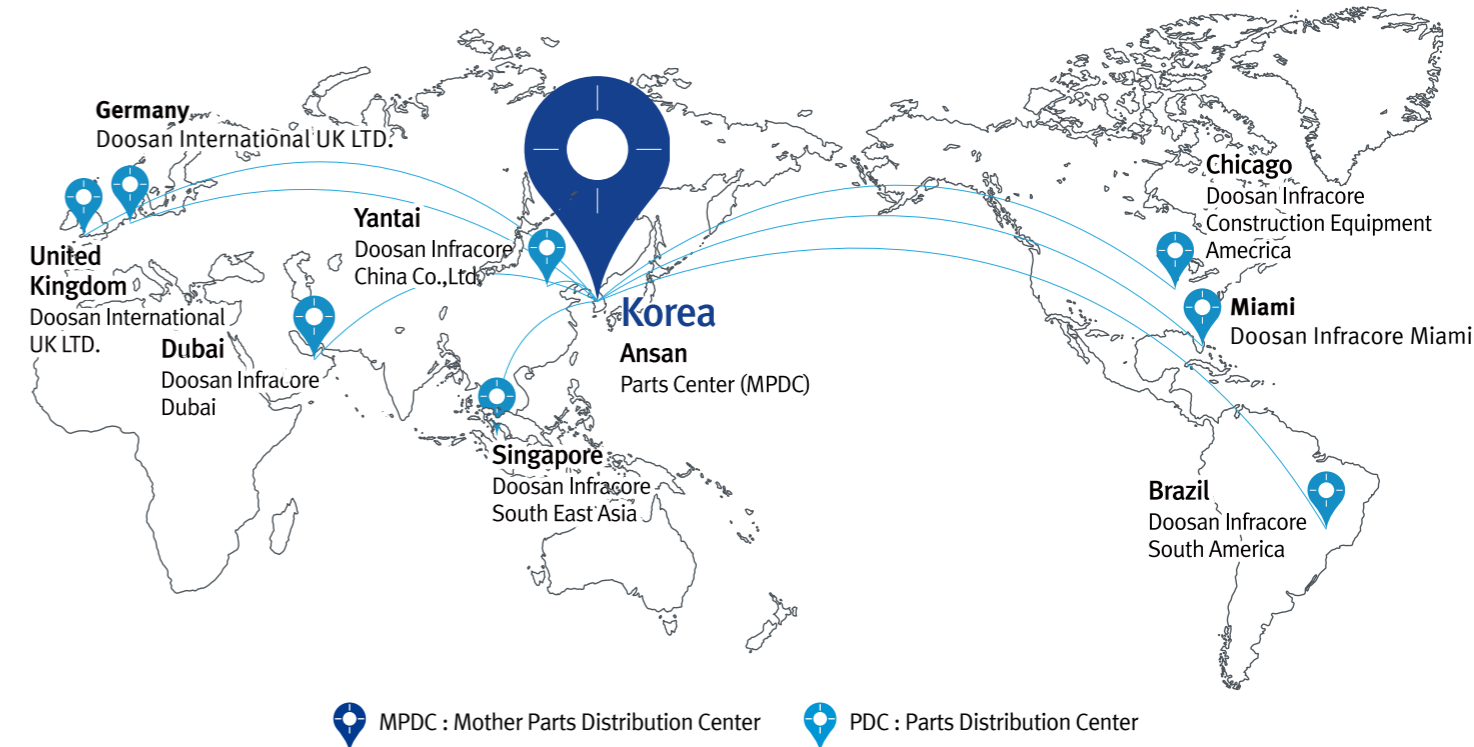 Germany
Doosan International UK LTD.
United
Kingdom
Doosan International
UK LTD.
Dubai
Doosan Infracore
Dubai
Yantai
Doosan Infracore
China Co.,Ltd.
Korea
Ansan
Parts Center (MPDC)
Singapore
Doosan Infracore
South East Asia
Chicago
Doosan Infracore
Construction Equipment
Amecrica
Miami
Doosan Infracore Miami
Brazil
Doosan Infracore
South America
MPDC : Mother Parts Distribution Center
PDC : Parts Distribution Center